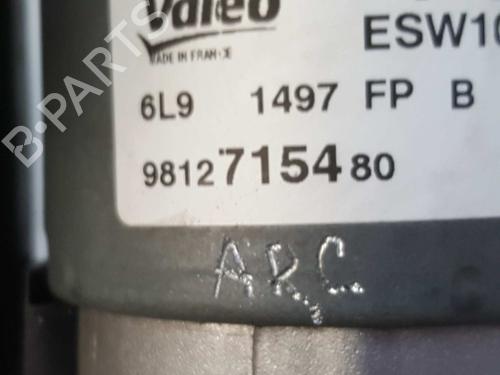 Valeo
ESW10
MADE IN FRANCE
6L9 1497 FP B
9812715480
ARC
B-PARTS